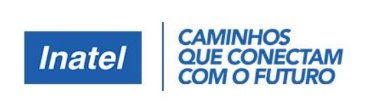 Inatel
CAMINHOS
QUE CONECTAM
COM O FUTURO